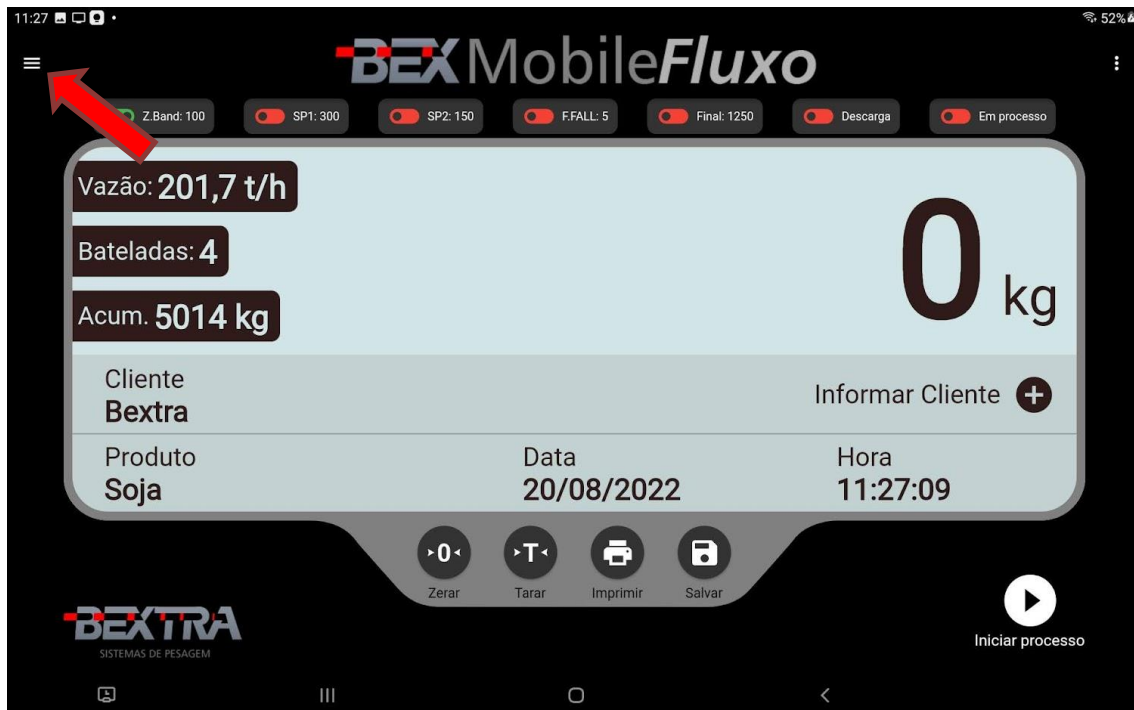 11:27
52%
BEX MobileFluxo
Z.Band: 100
SP1: 300
SP2: 150
F.FALL: 5
Final: 1250
Descarga
Em processo
Vazão: 201,7 t/h
Bateladas: 4
Acum. 5014 kg
0 kg
Cliente
Bextra
Informar Cliente
Produto
Soja
Data
20/08/2022
Hora
11:27:09
>0<
>T<
Zerar
Tarar
Imprimir
Salvar
BEXTRA
SISTEMAS DE PESAGEM
Iniciar processo